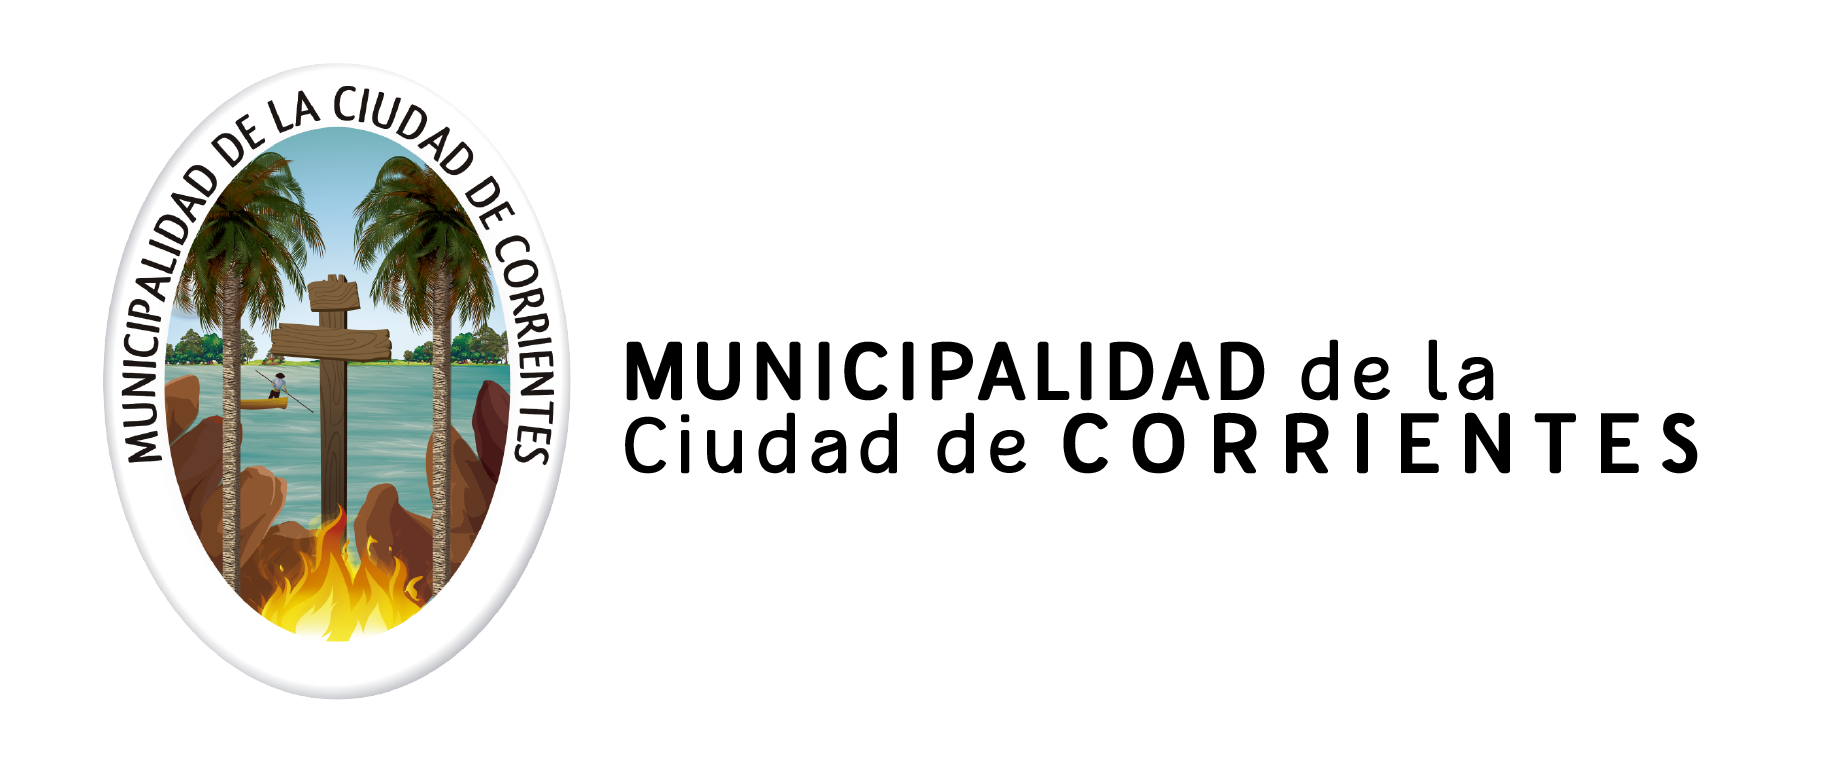 MUNICIPALIDAD DE LA CIUDAD DE CORRIENTES
MUNICIPALIDAD de la
Ciudad de CORRIENTES